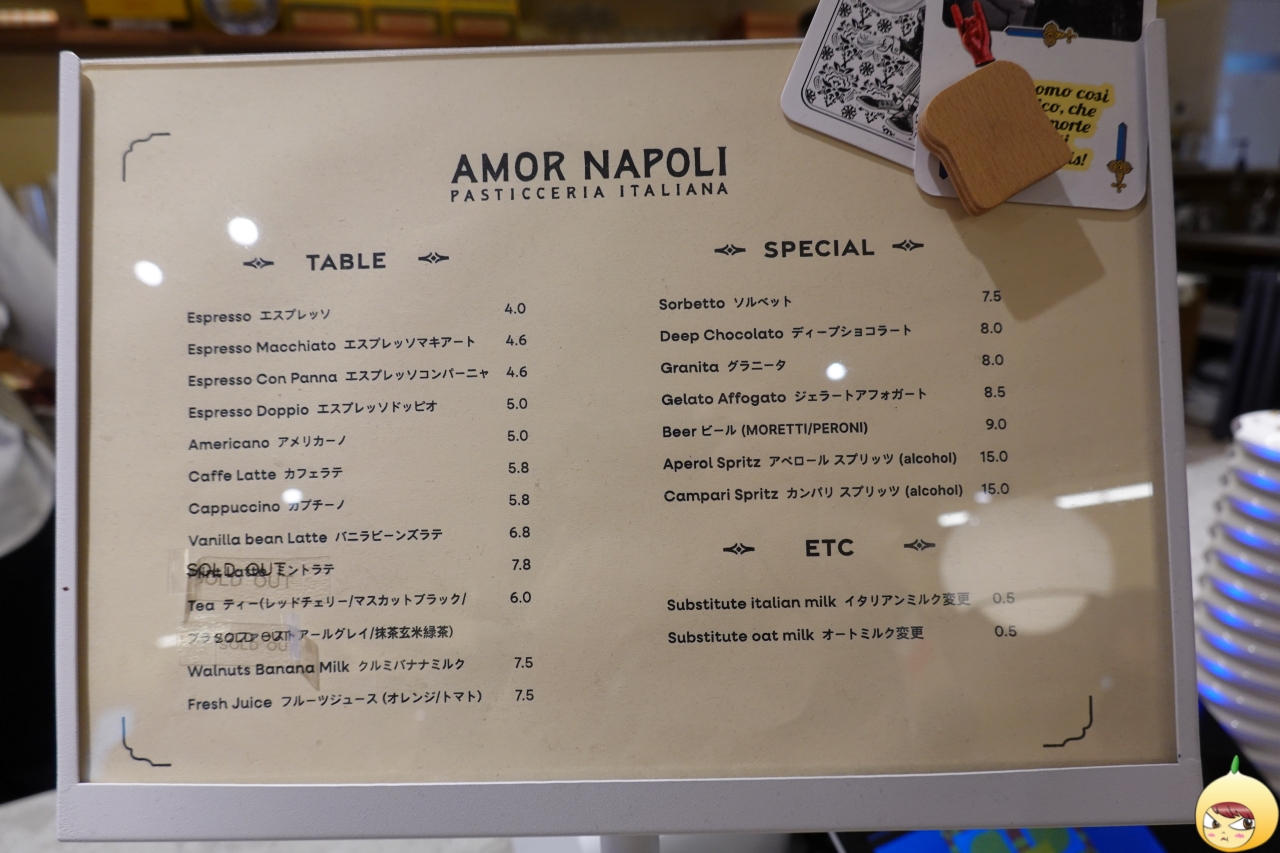 AMOR NAPOLI
PASTICCERIA ITALIANA
TABLE
Espresso エスプレッソ 4.0
Espresso Macchiato エスプレッソマキアート 4.6
Espresso Con Panna エスプレッソコンパーニャ 4.6
Espresso Doppio エスプレッソドッピオ 5.0
Americano アメリカーノ 5.0
Caffe Latte カフェラテ 5.8
Cappuccino カプチーノ 5.8
Vanilla bean Latte バニラビーンズラテ 6.8
SOLD OUT
ミントラテ 7.8
Tea ティー(レッドチェリー/マスカットブラック/ 6.0
SOLD OUT
アールグレイ/抹茶玄米緑茶)
Walnuts Banana Milk クルミバナナミルク 7.5
Fresh Juice フルーツジュース (オレンジ/トマト) 7.5
SPECIAL
Sorbetto ソルベット 7.5
Deep Chocolato ディープショコラート 8.0
Granita グラニータ 8.0
Gelato Affogato ジェラートアフォガート 8.5
Beer ビール (MORETTI/PERONI) 9.0
Aperol Spritz アペロール スプリッツ (alcohol) 15.0
Campari Spritz カンパリ スプリッツ (alcohol) 15.0
ETC
Substitute italian milk イタリアンミルク変更 0.5
Substitute oat milk オートミルク変更 0.5
cosi
che